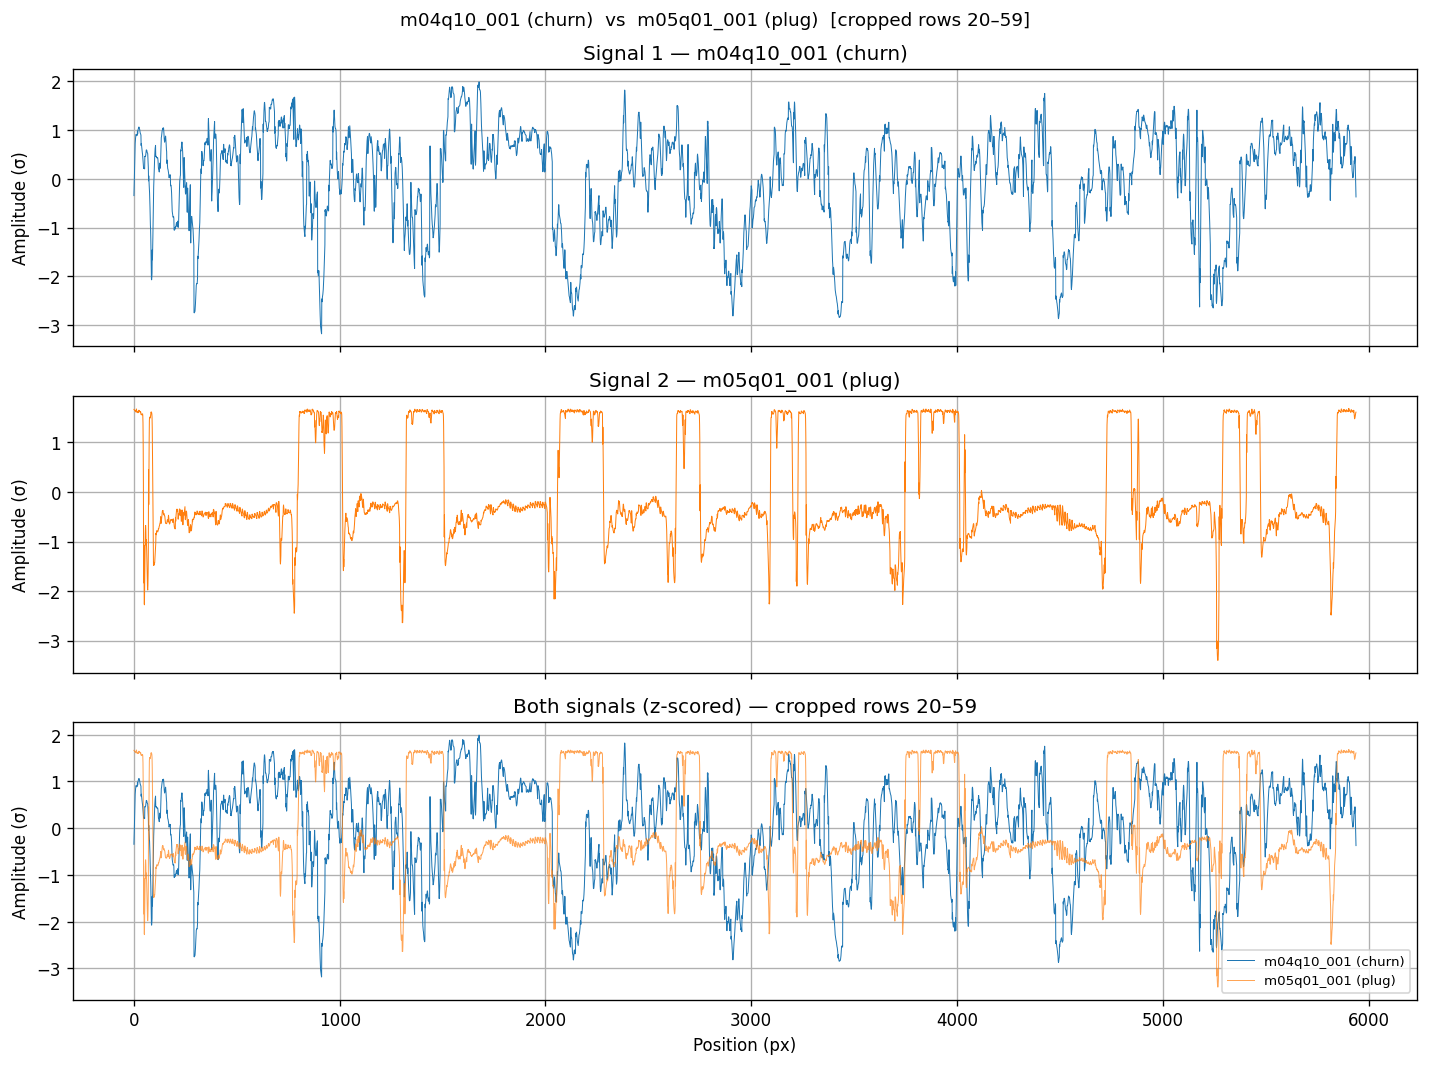 m04q10_001 (churn)  vs  m05q01_001 (plug)  [cropped rows 20–59]
Signal 1 — m04q10_001 (churn)
Amplitude (σ)
2
1
0
−1
−2
−3
Signal 2 — m05q01_001 (plug)
Amplitude (σ)
1
0
−1
−2
−3
Both signals (z-scored) — cropped rows 20–59
Amplitude (σ)
2
1
0
−1
−2
−3
m04q10_001 (churn)
m05q01_001 (plug)
0 1000 2000 3000 4000 5000 6000
Position (px)